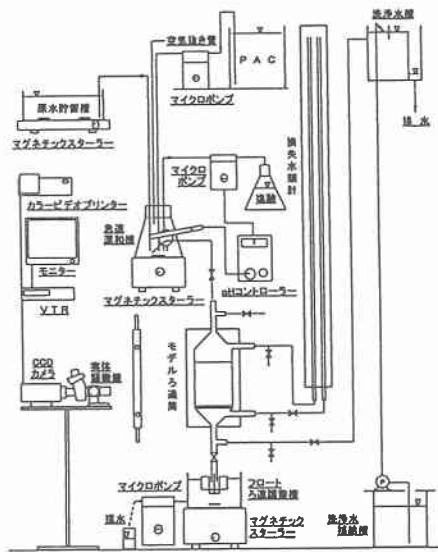 洗浄水槽
空気抜き管
PAC
マイクロポンプ
原水貯留槽
排水
マグネチックスターラー
損失水頭計
マイクロ
ポンプ
塩酸
カラービデオプリンター
急速
混和槽
モニター
マグネチックスターラー
pHコントローラー
VTR
モデルろ過筒
CCD
カメラ
実体
顕微鏡
マイクロポンプ
フロート
ろ過調整槽
排水
マグネチック
スターラー
洗浄水